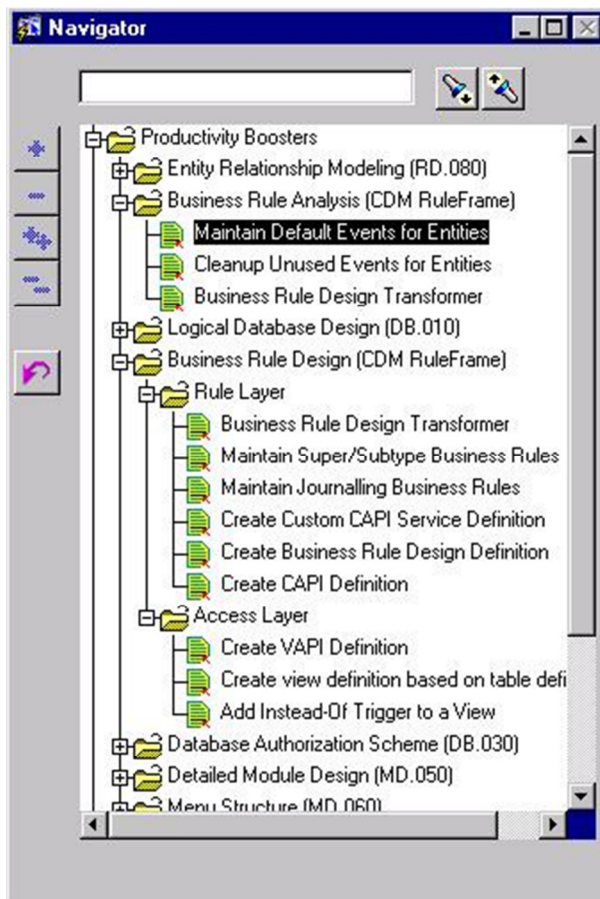 Navigator
Productivity Boosters
Entity Relationship Modeling (RD.080)
Business Rule Analysis (CDM RuleFrame)
Maintain Default Events for Entities
Cleanup Unused Events for Entities
Business Rule Design Transformer
Logical Database Design (DB.010)
Business Rule Design (CDM RuleFrame)
Rule Layer
Business Rule Design Transformer
Maintain Super/Subtype Business Rules
Maintain Journalling Business Rules
Create Custom CAPI Service Definition
Create Business Rule Design Definition
Create CAPI Definition
Access Layer
Create VAPI Definition
Create view definition based on table defi
Add Instead-Of Trigger to a View
Database Authorization Scheme (DB.030)
Detailed Module Design (MD.050)
Menu Structure (MD.060)